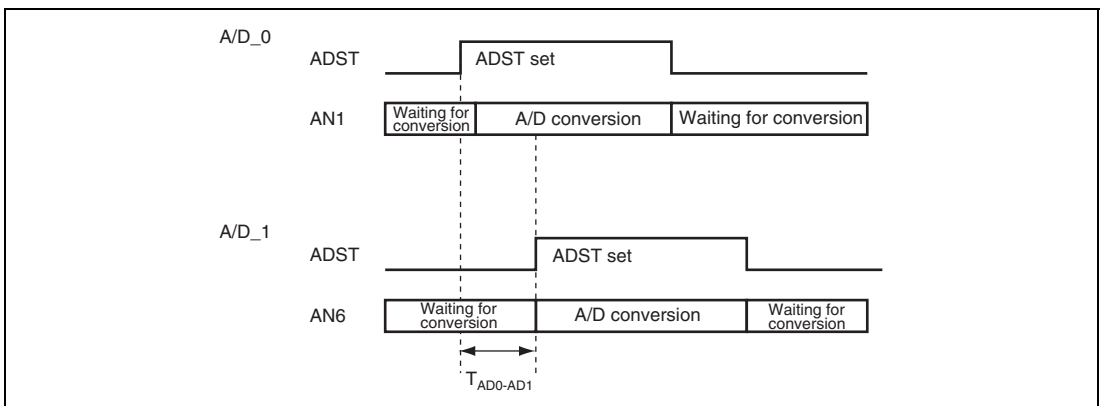 A/D_0
ADST
ADST set
AN1
Waiting for
conversion
A/D conversion
Waiting for conversion
A/D_1
ADST
ADST set
AN6
Waiting for
conversion
A/D conversion
Waiting for
conversion
TAD0-AD1